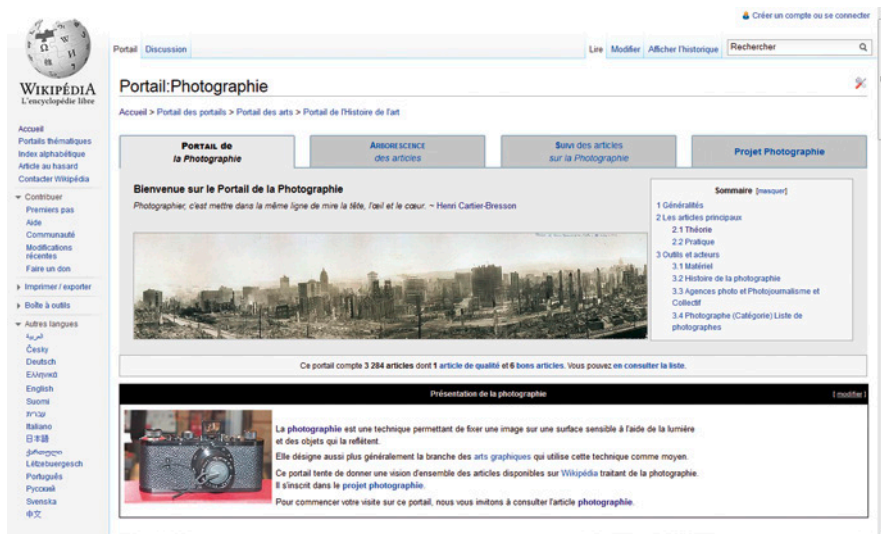 Créer un compte ou se connecter
Portail Discussion
Lire Modifier Afficher l'historique Rechercher
WIKIPÉDIA
L'encyclopédie libre
Accueil
Portails thématiques
Index alphabétique
Article au hasard
Contacter Wikipédia
Contribuer
Premiers pas
Aide
Communauté
Modifications
récentes
Faire un don
Imprimer / exporter
Boîte à outils
Autres langues
العربية
Česky
Deutsch
Ελληνικά
English
Suomi
עברית
Italiano
日本語
ქართული
Lëtzebuergesch
Português
Русский
Svenska
中文
Portail:Photographie
Accueil > Portail des portails > Portail des arts > Portail de l'Histoire de l'art
PORTAIL de
la Photographie
ARBORESCENCE
des articles
SUIVI des articles
sur la Photographie
Projet Photographie
Bienvenue sur le Portail de la Photographie
Photographier, c'est mettre dans la même ligne de mire la tête, l'œil et le cœur. ~ Henri Cartier-Bresson
Sommaire [masquer]
1 Généralités
2 Les articles principaux
2.1 Théorie
2.2 Pratique
3 Outils et acteurs
3.1 Matériel
3.2 Histoire de la photographie
3.3 Agences photo et Photojournalisme et
Collectif
3.4 Photographe (Catégorie) Liste de
photographes
Ce portail compte 3 284 articles dont 1 article de qualité et 6 bons articles. Vous pouvez en consulter la liste.
Présentation de la photographie [ modifier ]
La photographie est une technique permettant de fixer une image sur une surface sensible à l'aide de la lumière
et des objets qui la reflètent.
Elle désigne aussi plus généralement la branche des arts graphiques qui utilise cette technique comme moyen.
Ce portail tente de donner une vision d'ensemble des articles disponibles sur Wikipédia traitant de la photographie.
Il s'inscrit dans le projet photographie.
Pour commencer votre visite sur ce portail, nous vous invitons à consulter l'article photographie.